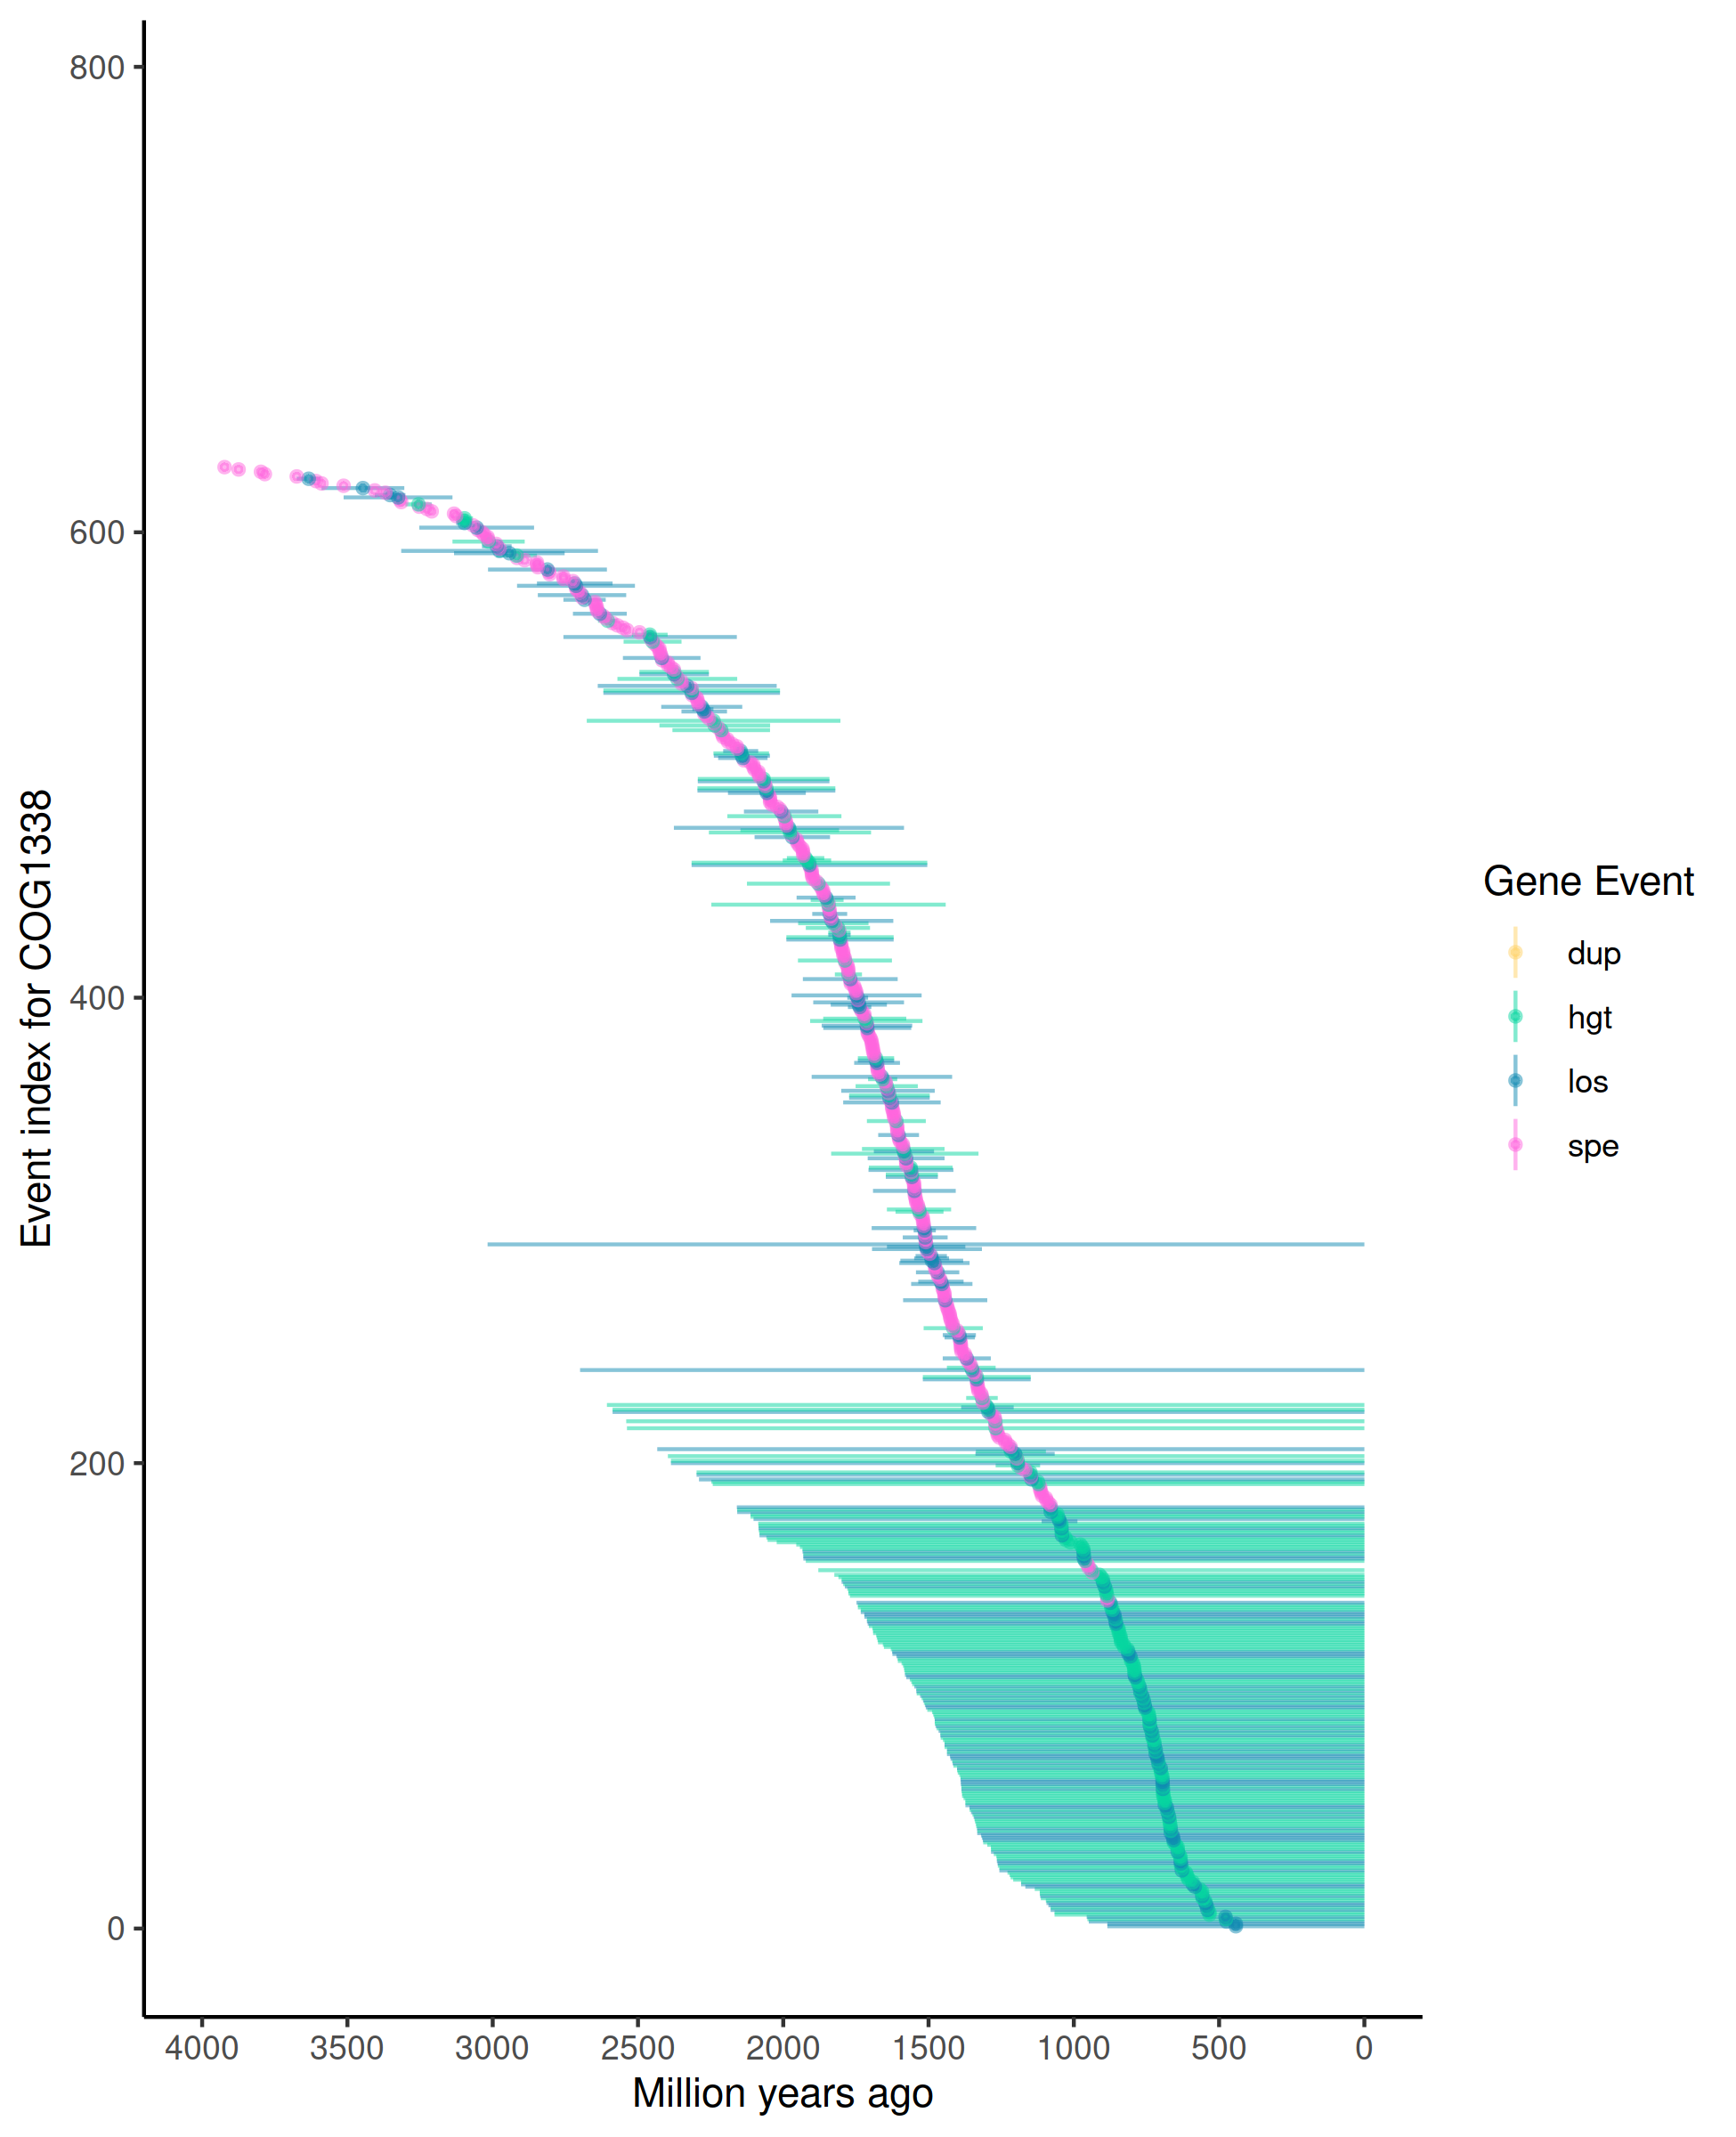 800
600
400
200
0
Event index for COG1338
4000 3500 3000 2500 2000 1500 1000 500 0
Million years ago
Gene Event
dup
hgt
los
spe